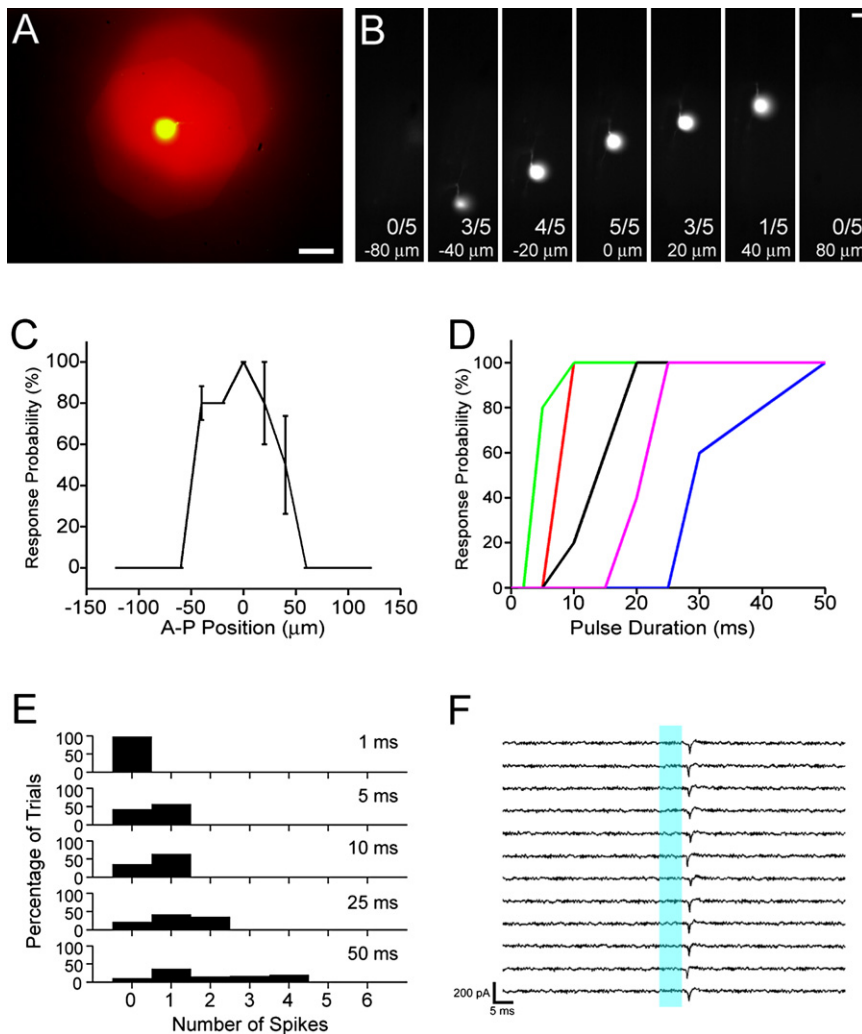 A
B
0/5 3/5 4/5 5/5 3/5 1/5 0/5
-80 μm -40 μm -20 μm 0 μm 20 μm 40 μm 80 μm
C
Response Probability (%)
100
80
60
40
20
0
-150 -100 -50 0 50 100 150
A-P Position (μm)
D
Response Probability (%)
100
80
60
40
20
0
0 10 20 30 40 50
Pulse Duration (ms)
E
Percentage of Trials
100
50
0
1 ms
100
50
0
5 ms
100
50
0
10 ms
100
50
0
25 ms
100
50
0
50 ms
0 1 2 3 4 5 6
Number of Spikes
F
200 pA
5 ms